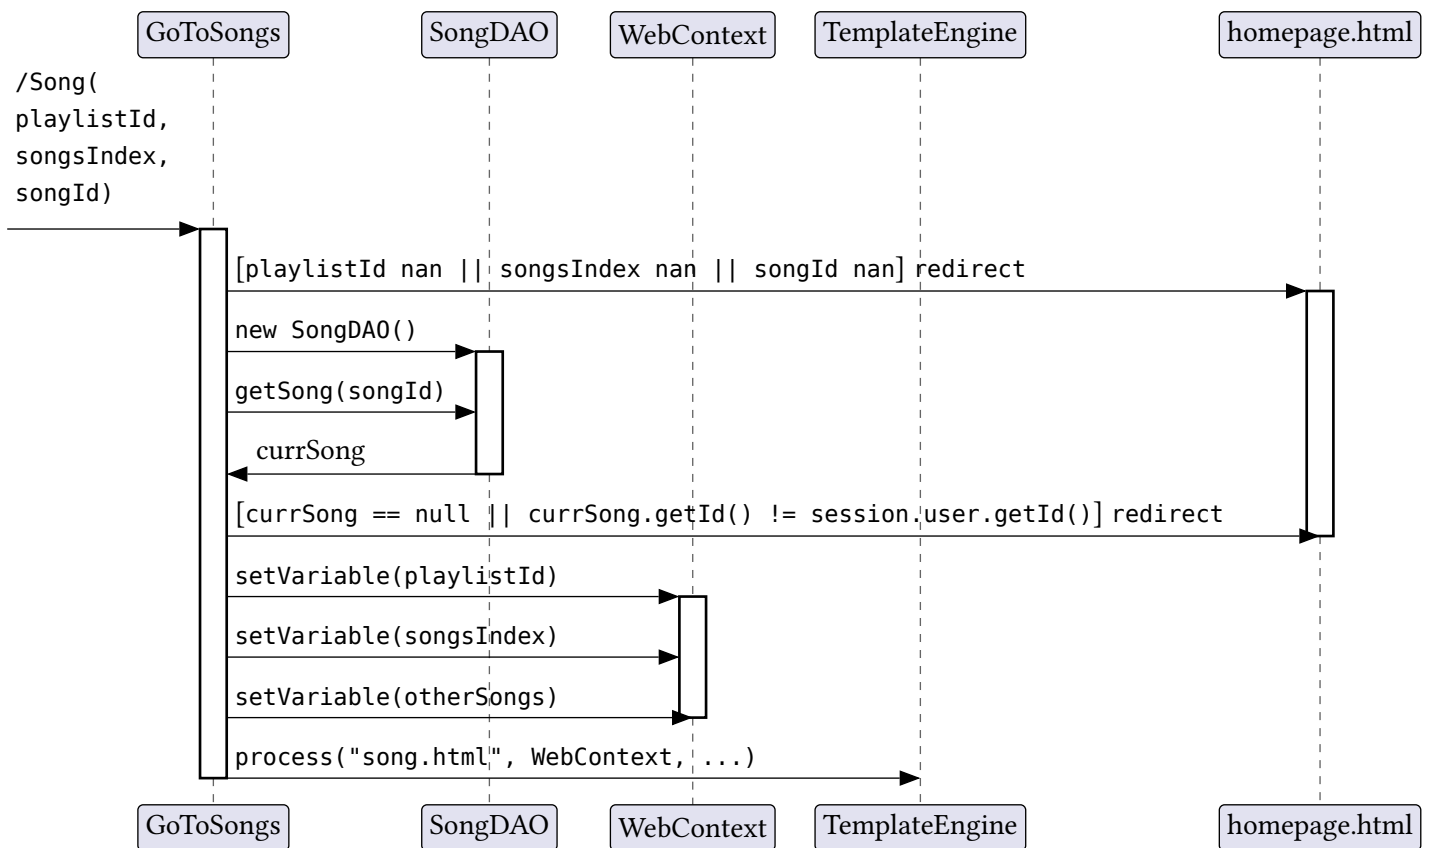 GoToSongs SongDAO WebContext TemplateEngine homepage.html
/Song(
playlistId,
songsIndex,
songId)
[playlistId nan || songsIndex nan || songId nan] redirect
new SongDAO()
getSong(songId)
currSong
[currSong == null || currSong.getId() != session.user.getId()] redirect
setVariable(playlistId)
setVariable(songsIndex)
setVariable(otherSongs)
process("song.html", WebContext, ...)
GoToSongs SongDAO WebContext TemplateEngine homepage.html